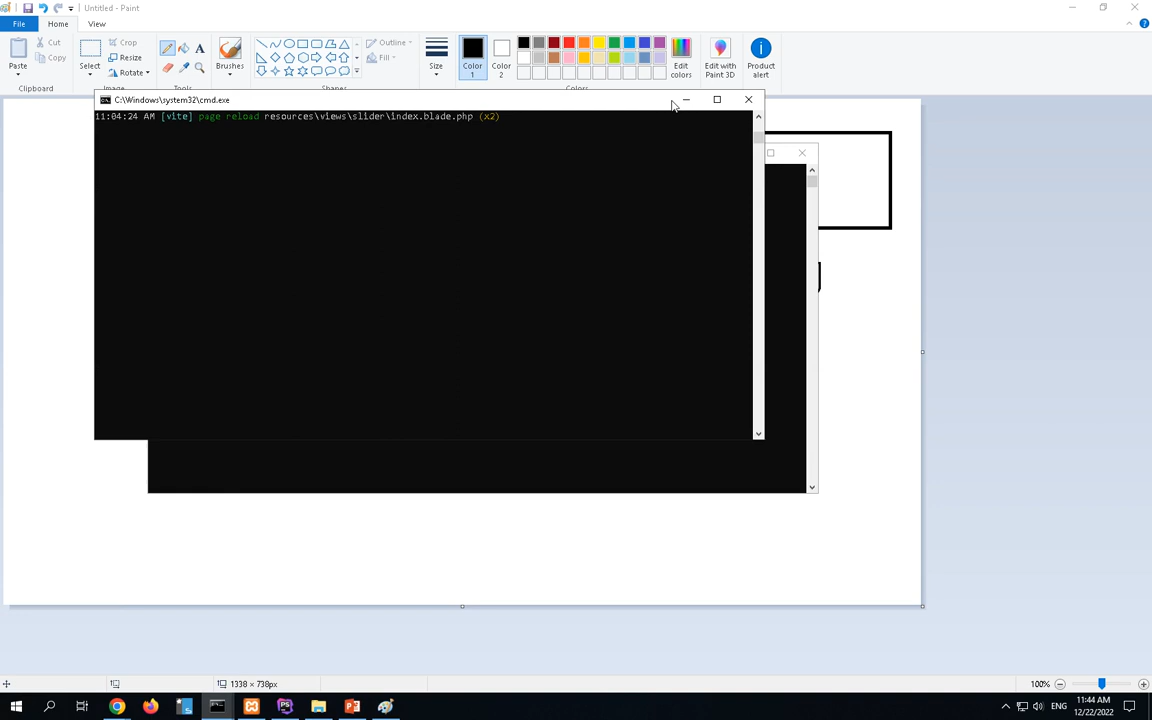 Untitled - Paint
File
Home
View
Paste
Cut
Copy
Clipboard
Select
Crop
Resize
Rotate
Image
Tools
Brushes
Shapes
Outline
Fill
Size
Color 1
Color 2
Colors
Edit colors
Edit with Paint 3D
Product alert
C:\Windows\system32\cmd.exe
11:04:24 AM [vite] page reload resources\views\slider\index.blade.php (x2)
1338 × 738px
100%
ENG
11:44 AM
12/22/2022